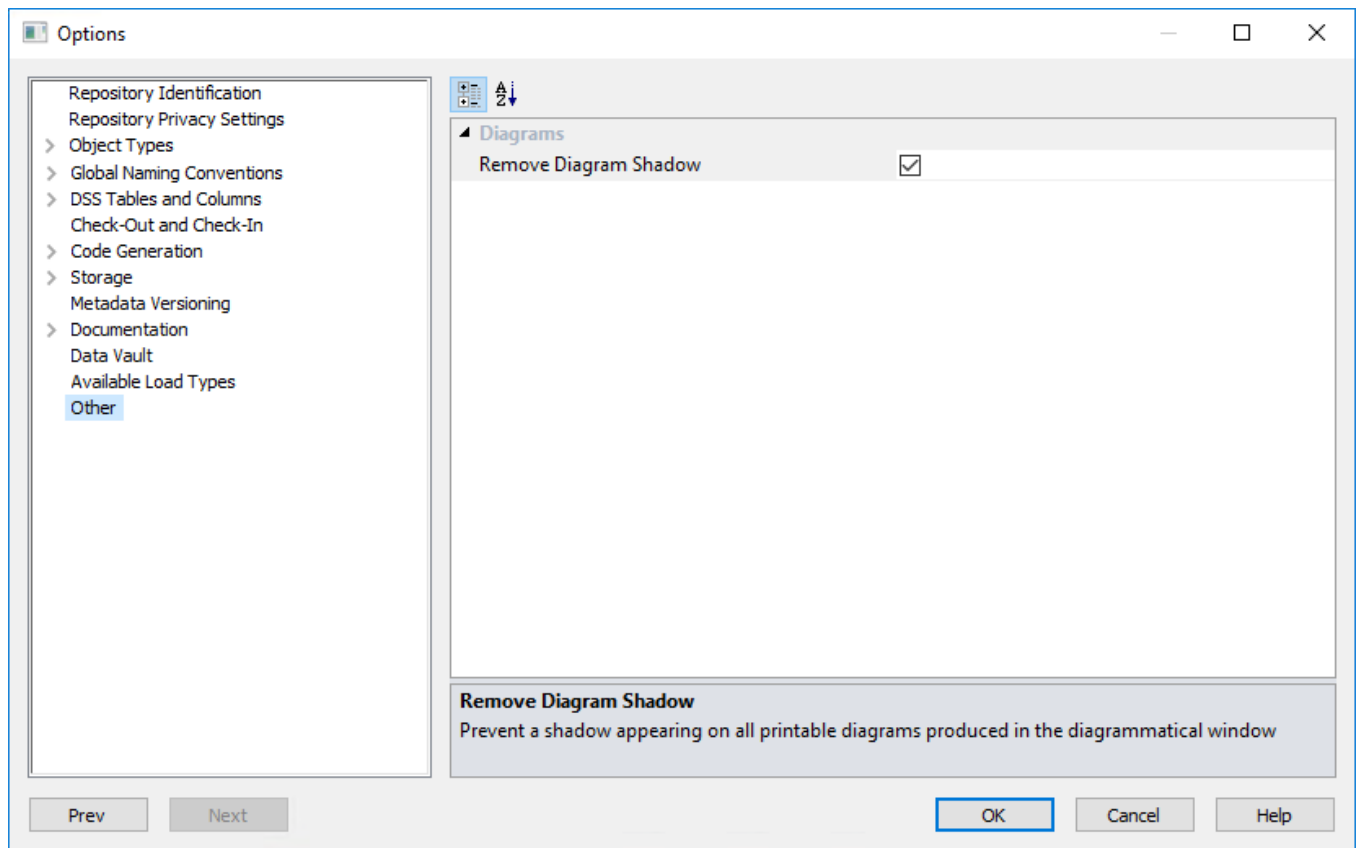 Options
Repository Identification
Repository Privacy Settings
Object Types
Global Naming Conventions
DSS Tables and Columns
Check-Out and Check-In
Code Generation
Storage
Metadata Versioning
Documentation
Data Vault
Available Load Types
Other
A
Z
Diagrams
Remove Diagram Shadow
Remove Diagram Shadow
Prevent a shadow appearing on all printable diagrams produced in the diagrammatical window
Prev
Next
OK
Cancel
Help